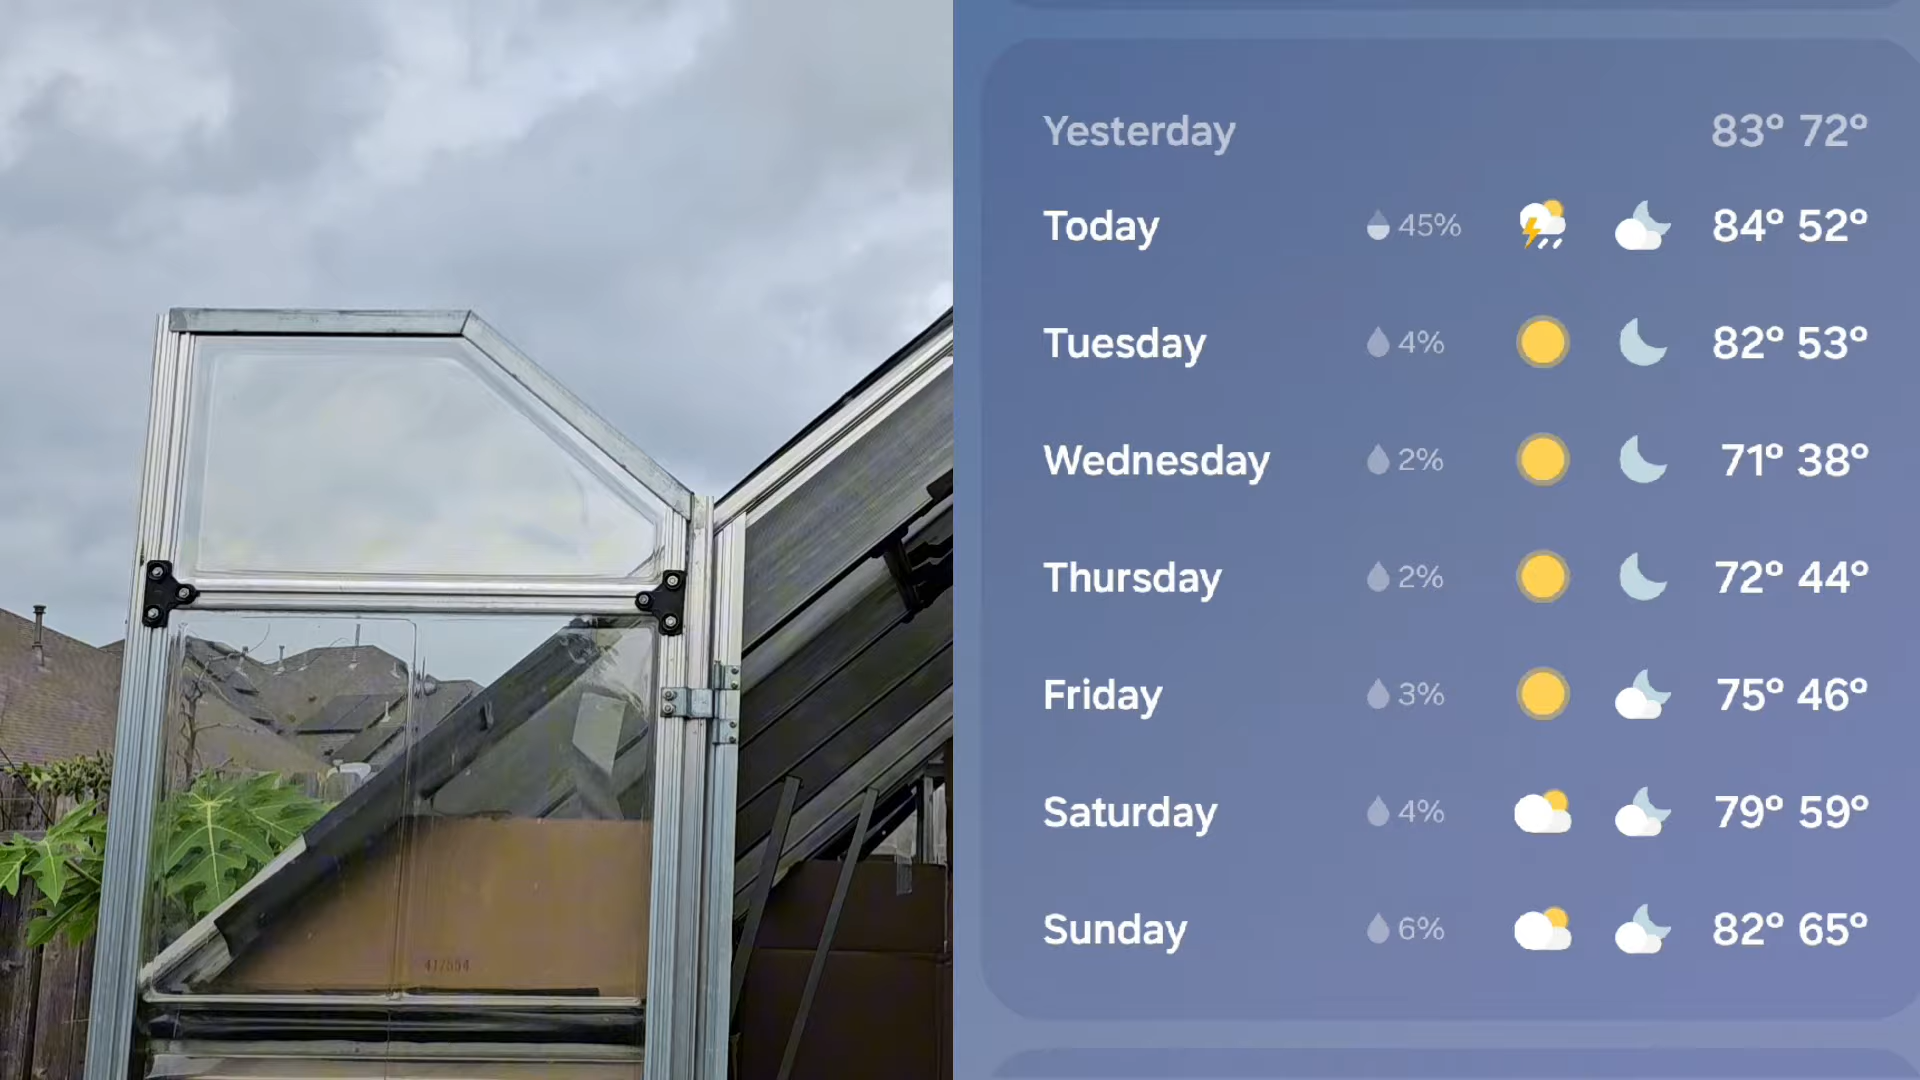 Yesterday 83° 72°
Today 45% 84° 52°
Tuesday 4% 82° 53°
Wednesday 2% 71° 38°
Thursday 2% 72° 44°
Friday 3% 75° 46°
Saturday 4% 79° 59°
Sunday 6% 82° 65°